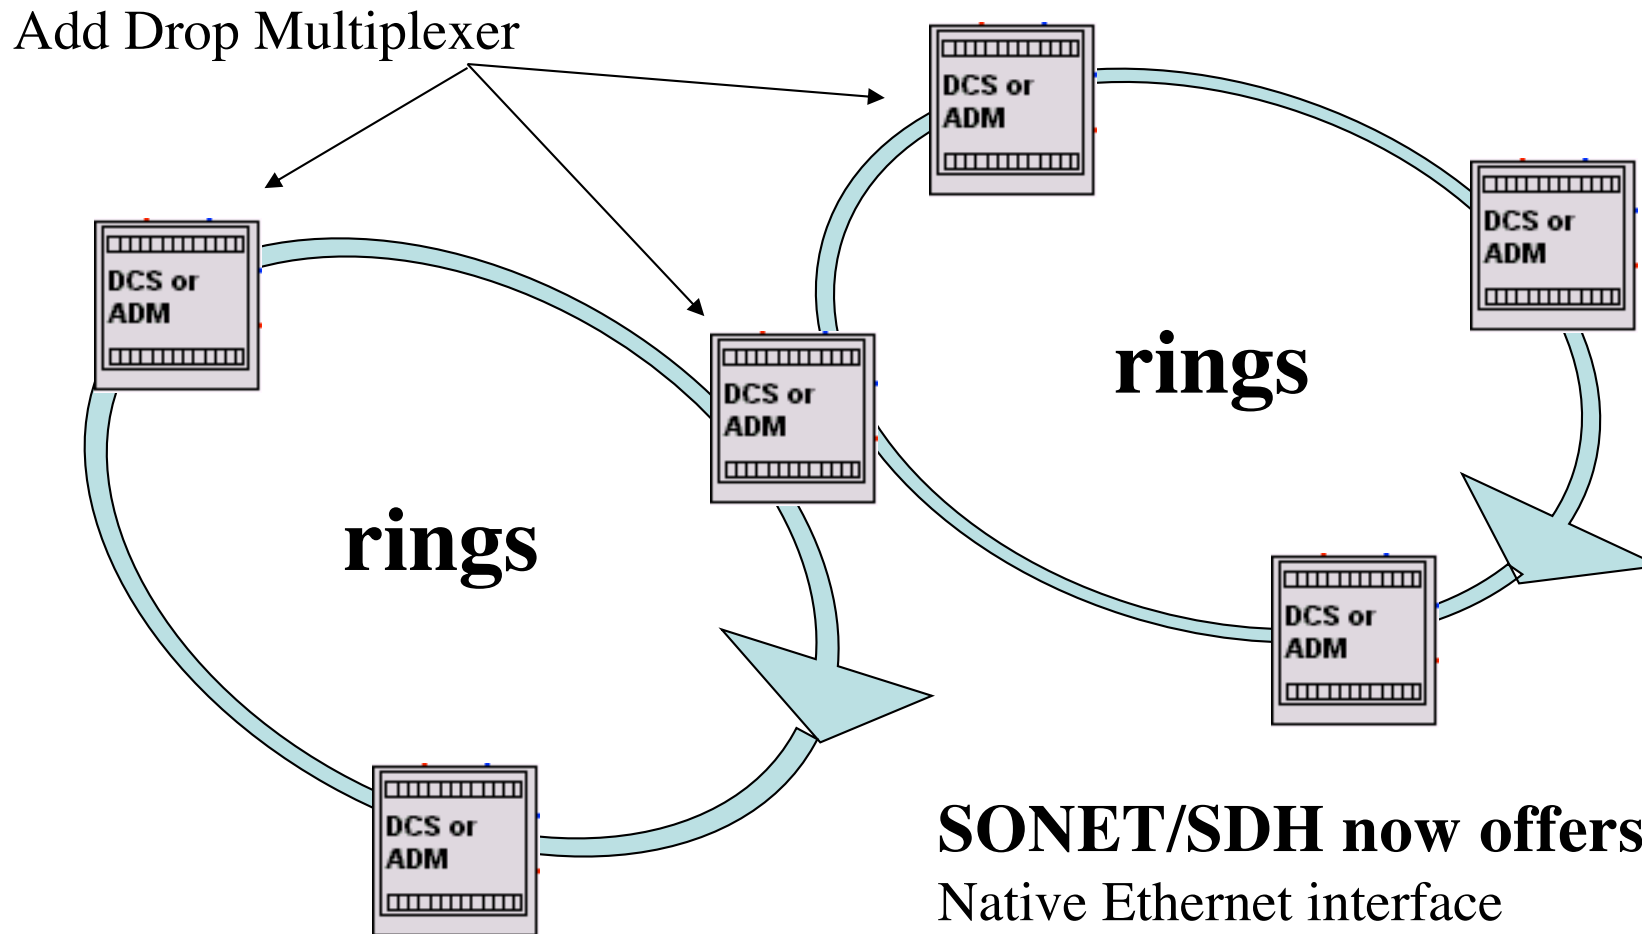 Add Drop Multiplexer
DCS or
ADM
DCS or
ADM
DCS or
ADM
DCS or
ADM
rings
rings
DCS or
ADM
DCS or
ADM
SONET/SDH now offers
Native Ethernet interface